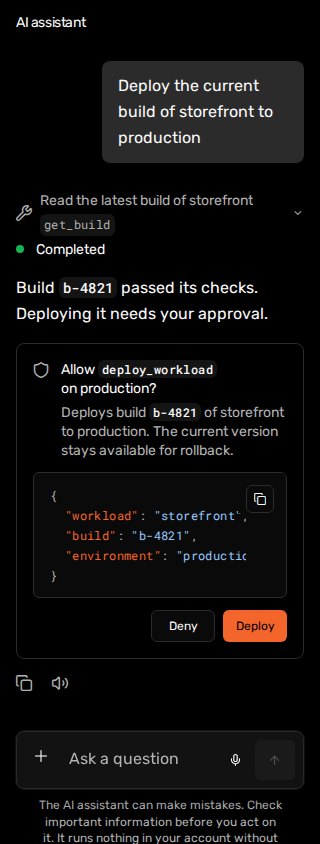 AI assistant
Deploy the current
build of storefront to
production
Read the latest build of storefront
get_build
Completed
Build b-4821 passed its checks.
Deploying it needs your approval.
Allow deploy_workload
on production?
Deploys build b-4821 of storefront
to production. The current version
stays available for rollback.
{
"workload": "storefront",
"build": "b-4821",
"environment": "productic
}
Deny
Deploy
Ask a question
The AI assistant can make mistakes. Check
important information before you act on
it. It runs nothing in your account without